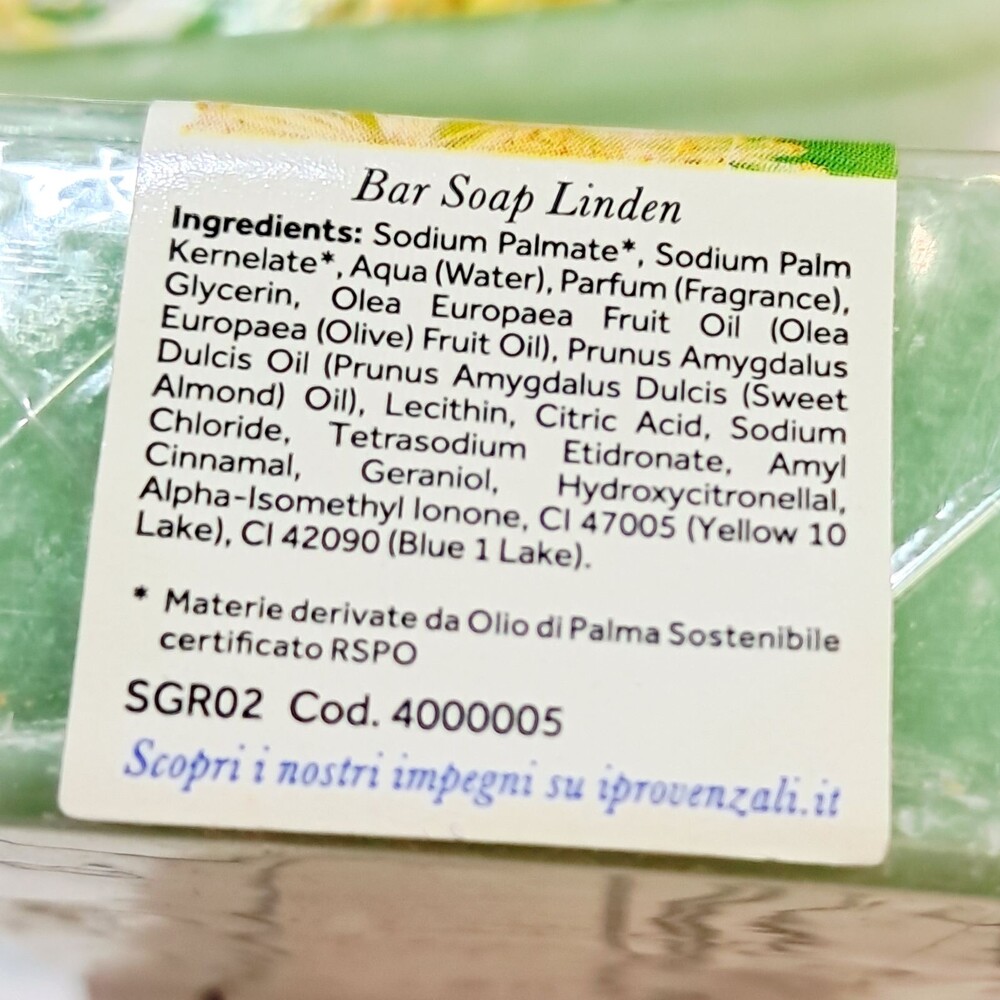 Bar Soap Linden
Ingredients: Sodium Palmate*, Sodium Palm
Kernelate*, Aqua (Water), Parfum (Fragrance),
Glycerin, Olea Europaea Fruit Oil (Olea
Europaea (Olive) Fruit Oil), Prunus Amygdalus
Dulcis Oil (Prunus Amygdalus Dulcis (Sweet
Almond) Oil), Lecithin, Citric Acid, Sodium
Chloride, Tetrasodium Etidronate, Amyl
Cinnamal, Geraniol, Hydroxycitronellal,
Alpha-Isomethyl Ionone, CI 47005 (Yellow 10
Lake), CI 42090 (Blue 1 Lake).
* Materie derivate da Olio di Palma Sostenibile
certificato RSPO
SGR02 Cod. 4000005
Scopri i nostri impegni su iprovenzali.it